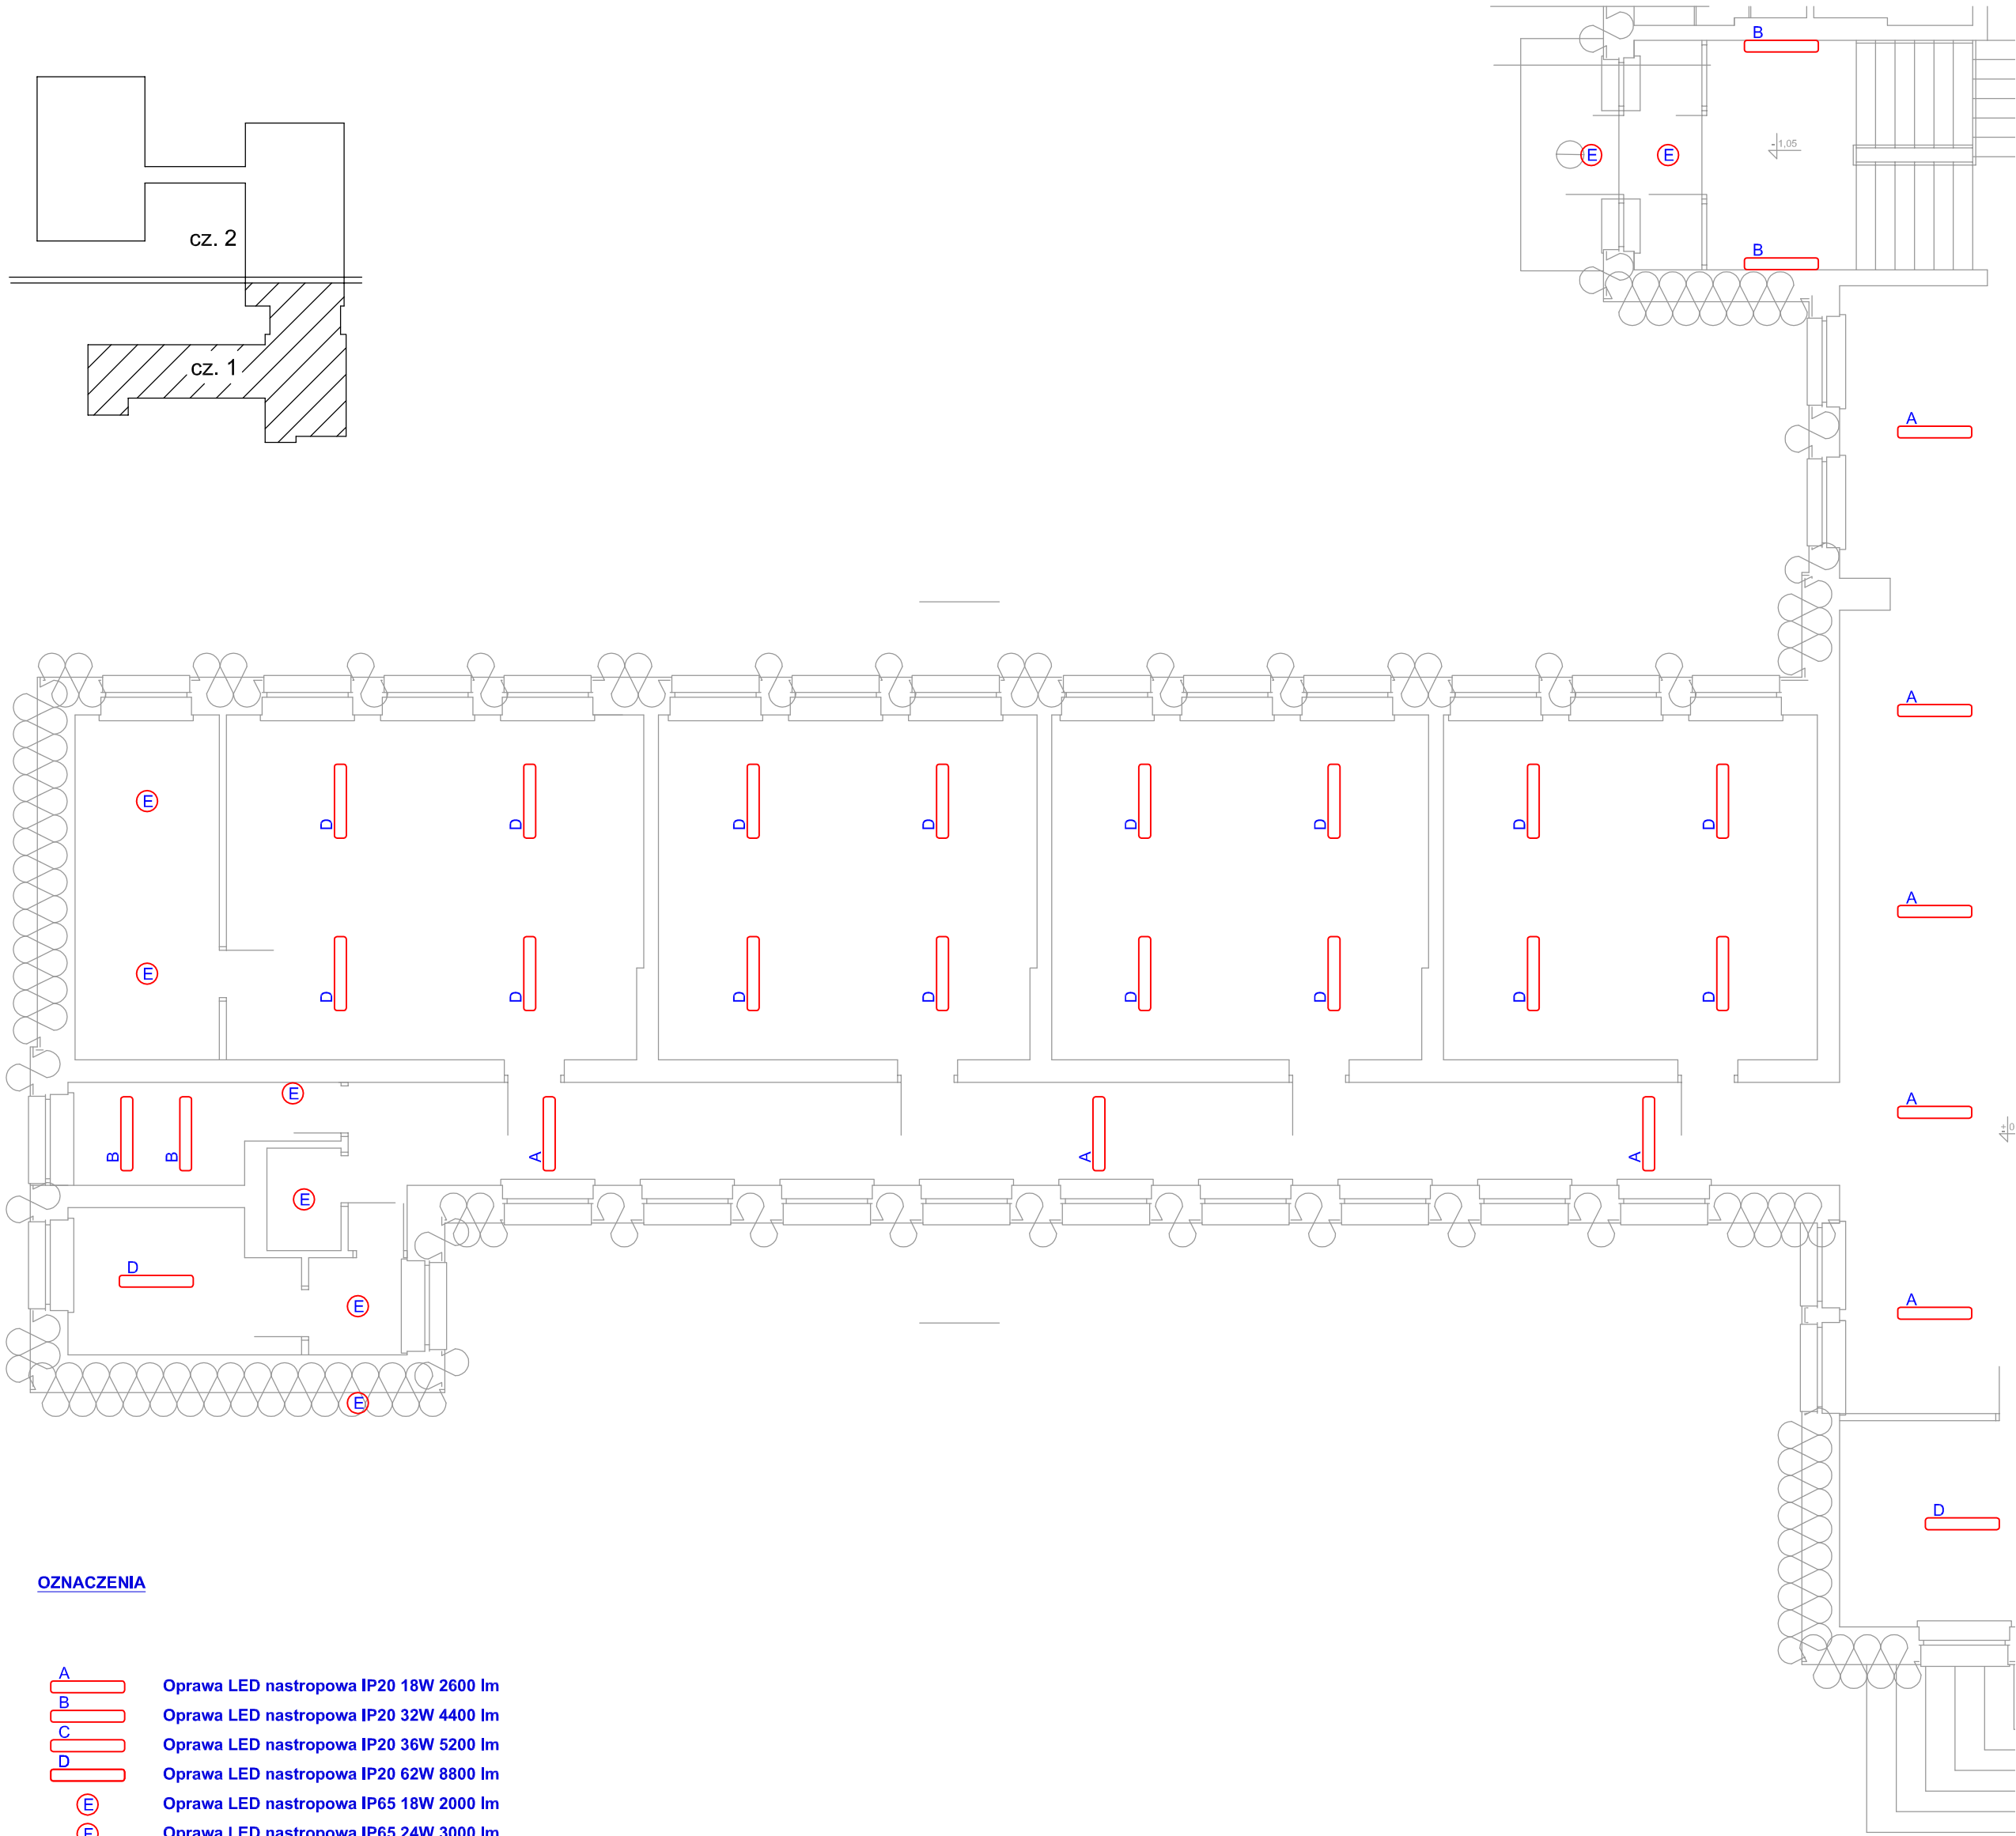 B
E
E
-1,05
B
cz. 2
cz. 1
A
A
E
D
D
D
D
D
D
D
D
A
E
D
D
D
D
D
D
D
D
E
A
B
B
A
A
A
E
D
E
A
E
D
OZNACZENIA
A
Oprawa LED nastropowa IP20 18W 2600 lm
B
Oprawa LED nastropowa IP20 32W 4400 lm
C
Oprawa LED nastropowa IP20 36W 5200 lm
D
Oprawa LED nastropowa IP20 62W 8800 lm
E
Oprawa LED nastropowa IP65 18W 2000 lm
Oprawa LED nastropowa IP65 24W 3000 lm